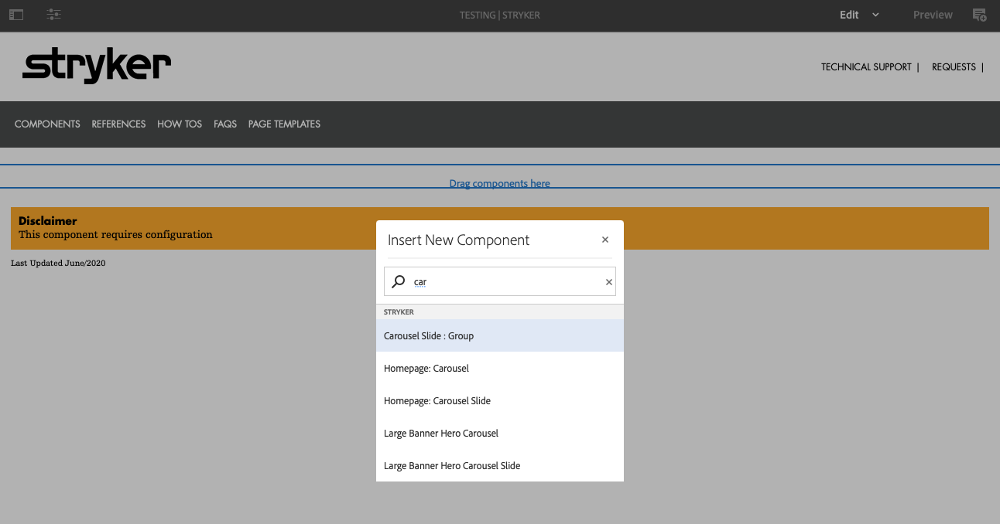 TESTING | STRYKER
Edit
Preview
stryker
TECHNICAL SUPPORT |
REQUESTS |
COMPONENTS
REFERENCES
HOW TOS
FAQS
PAGE TEMPLATES
Drag components here
Disclaimer
This component requires configuration
Last Updated June/2020
Insert New Component
car
STRYKER
Carousel Slide : Group
Homepage: Carousel
Homepage: Carousel Slide
Large Banner Hero Carousel
Large Banner Hero Carousel Slide